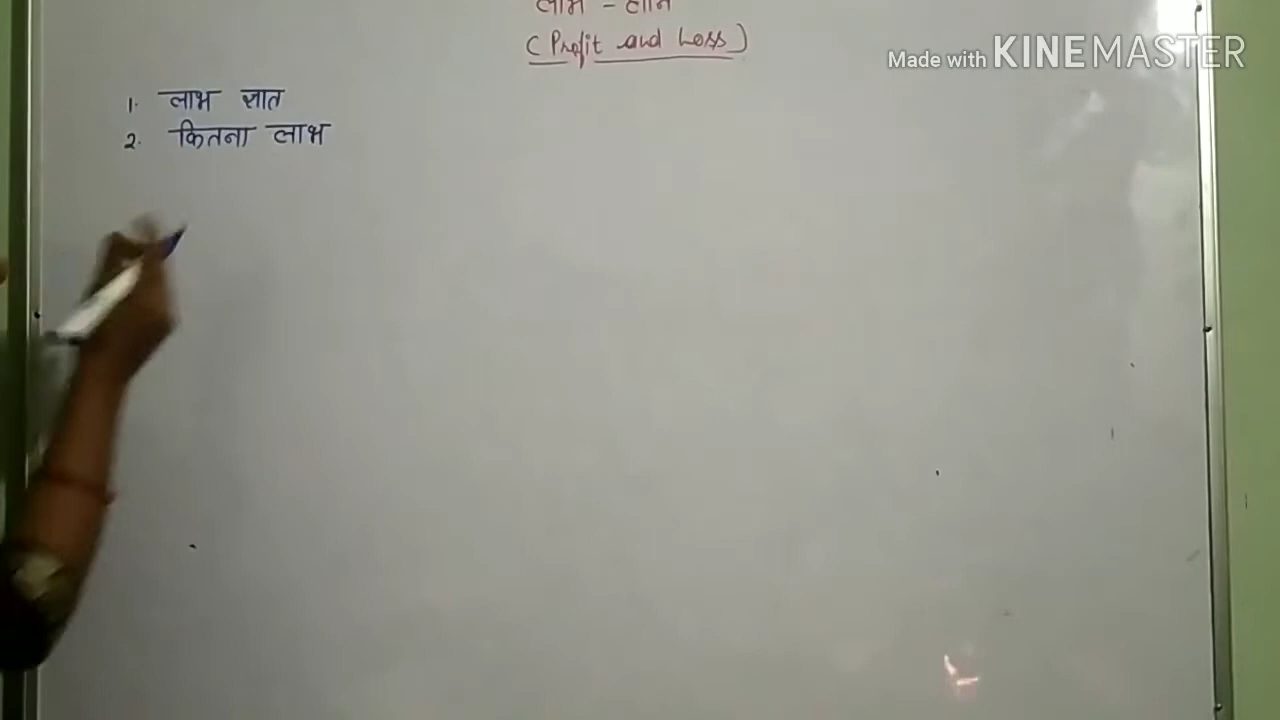 लाभ - हानि
(Profit and Loss)
Made with KINEMASTER
1. लाभ ज्ञात
2. कितना लाभ